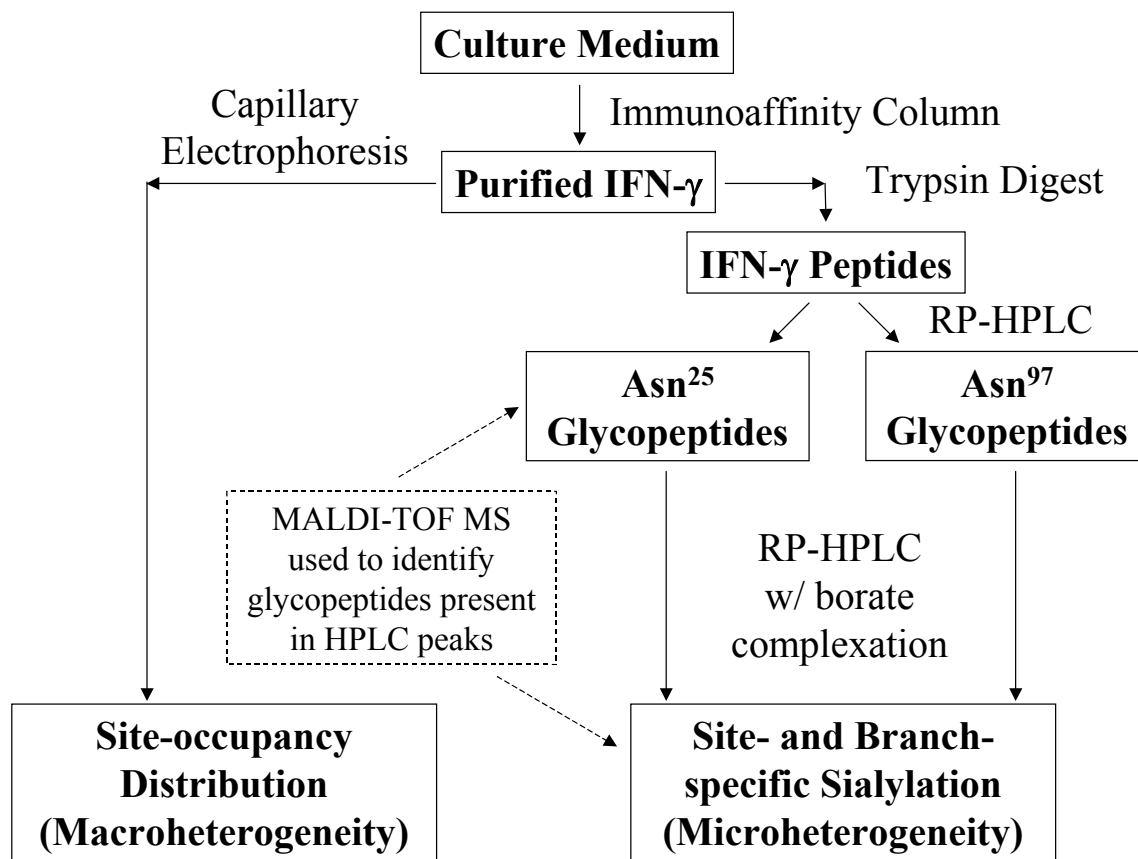 Culture Medium
Capillary
Electrophoresis
Immunoaffinity Column
Purified IFN-γ
Trypsin Digest
IFN-γ Peptides
RP-HPLC
Asn²⁵
Glycopeptides
Asn⁹⁷
Glycopeptides
MALDI-TOF MS
used to identify
glycopeptides present
in HPLC peaks
RP-HPLC
w/ borate
complexation
Site-occupancy
Distribution
(Macroheterogeneity)
Site- and Branch-
specific Sialylation
(Microheterogeneity)